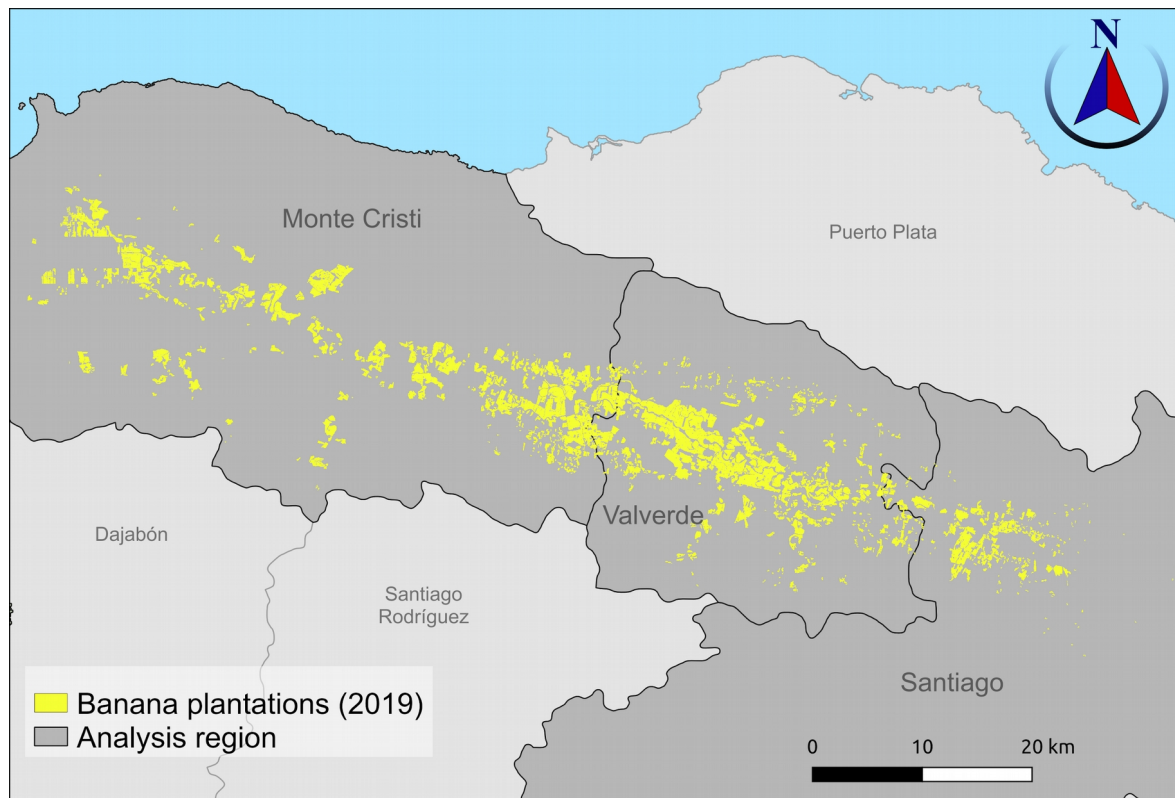 N
Monte Cristi
Puerto Plata
Valverde
Dajabón
Santiago
Rodríguez
Santiago
Banana plantations (2019)
Analysis region
0 10 20 km